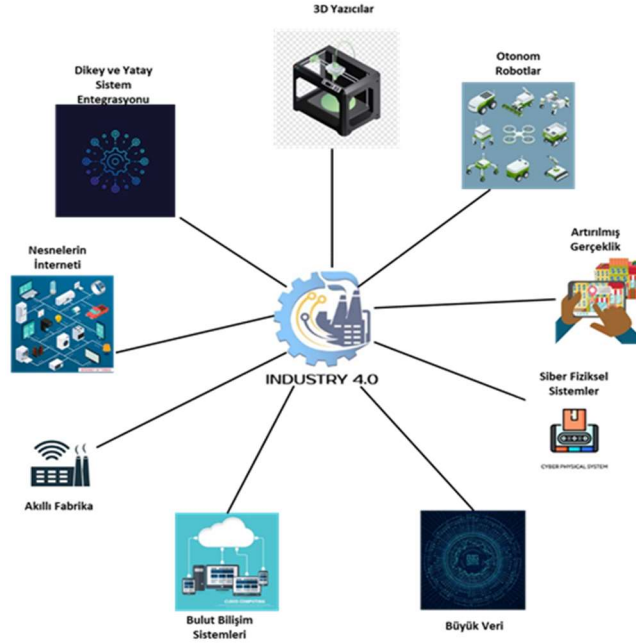 3D Yazıcılar
Dikey ve Yatay
Sistem
Entegrasyonu
Otonom
Robotlar
Nesnelerin
İnterneti
Artırılmış
Gerçeklik
INDUSTRY 4.0
Siber Fiziksel
Sistemler
CYBER PHYSICAL SYSTEM
Akıllı Fabrika
CLOUD COMPUTING
Bulut Bilişim
Sistemleri
Büyük Veri